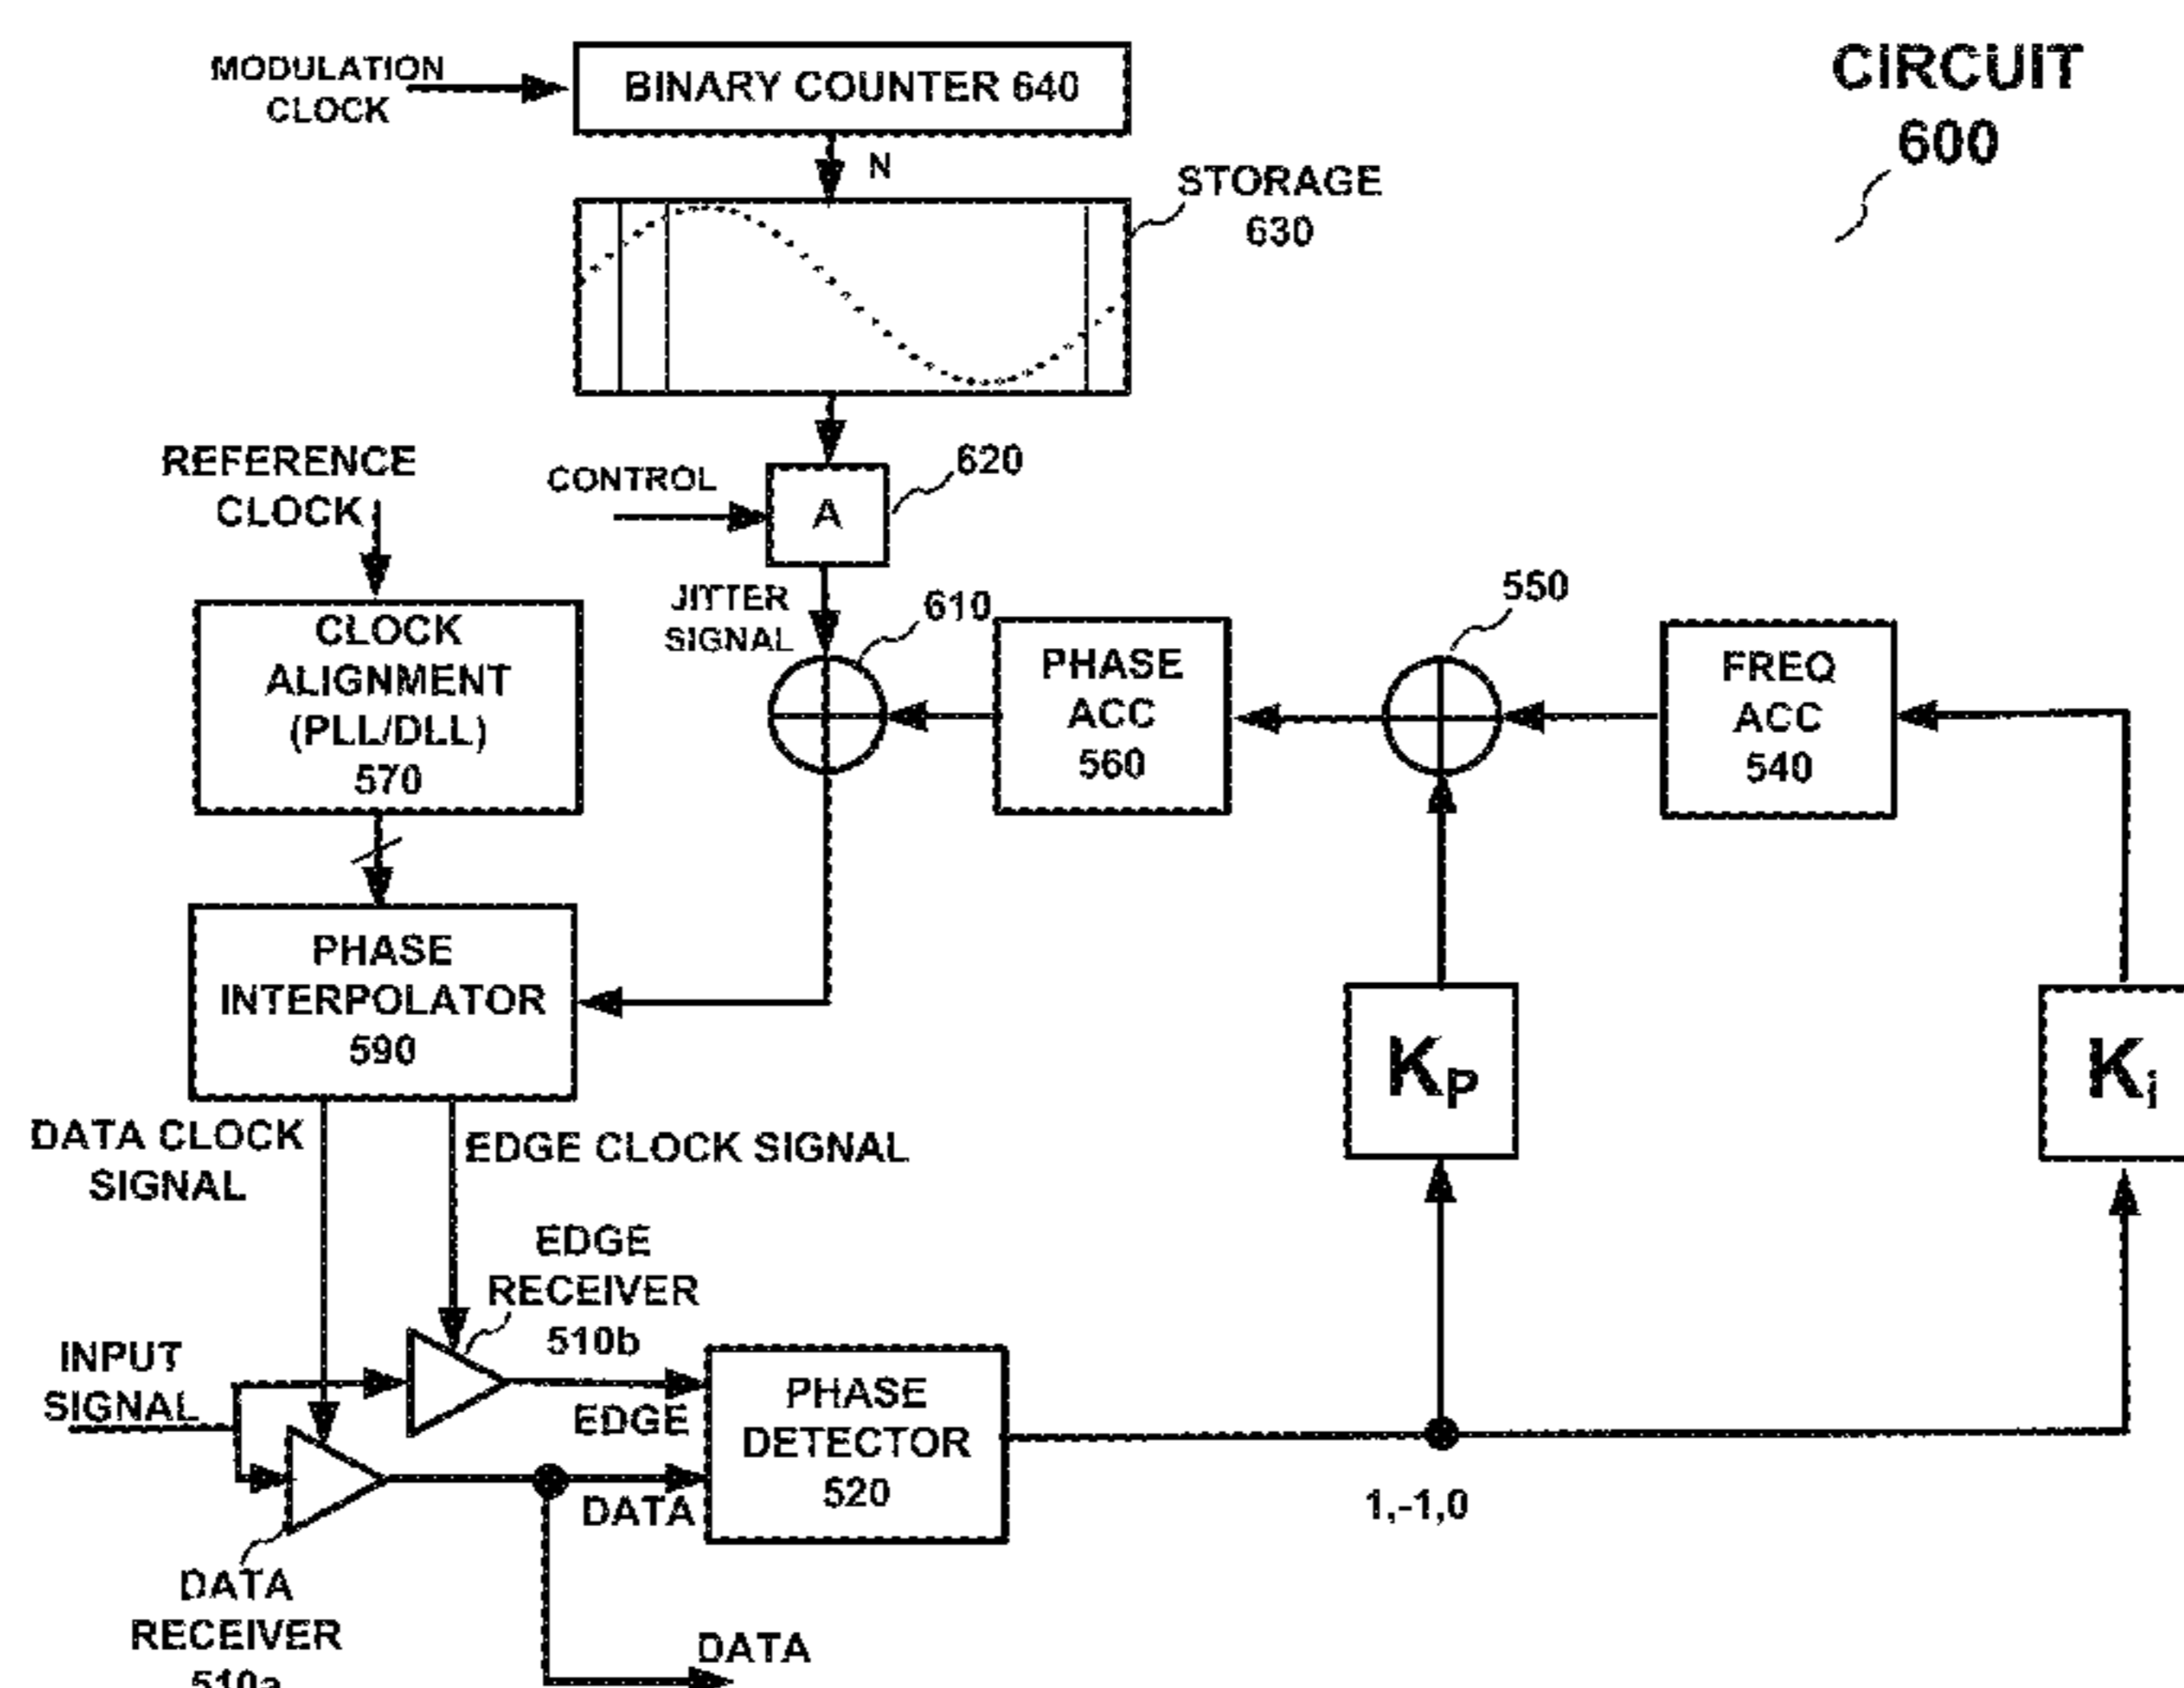 CIRCUIT
600
MODULATION
CLOCK
BINARY COUNTER 640
N
STORAGE
630
REFERENCE
CLOCK
CONTROL
A
620
CLOCK
ALIGNMENT
(PLL/DLL)
570
JITTER
SIGNAL
610
PHASE
ACC
560
550
FREQ
ACC
540
PHASE
INTERPOLATOR
590
KP
Ki
DATA CLOCK
SIGNAL
EDGE CLOCK SIGNAL
EDGE
RECEIVER
510b
INPUT
SIGNAL
EDGE
DATA
PHASE
DETECTOR
520
1,-1,0
DATA
RECEIVER
510a
DATA